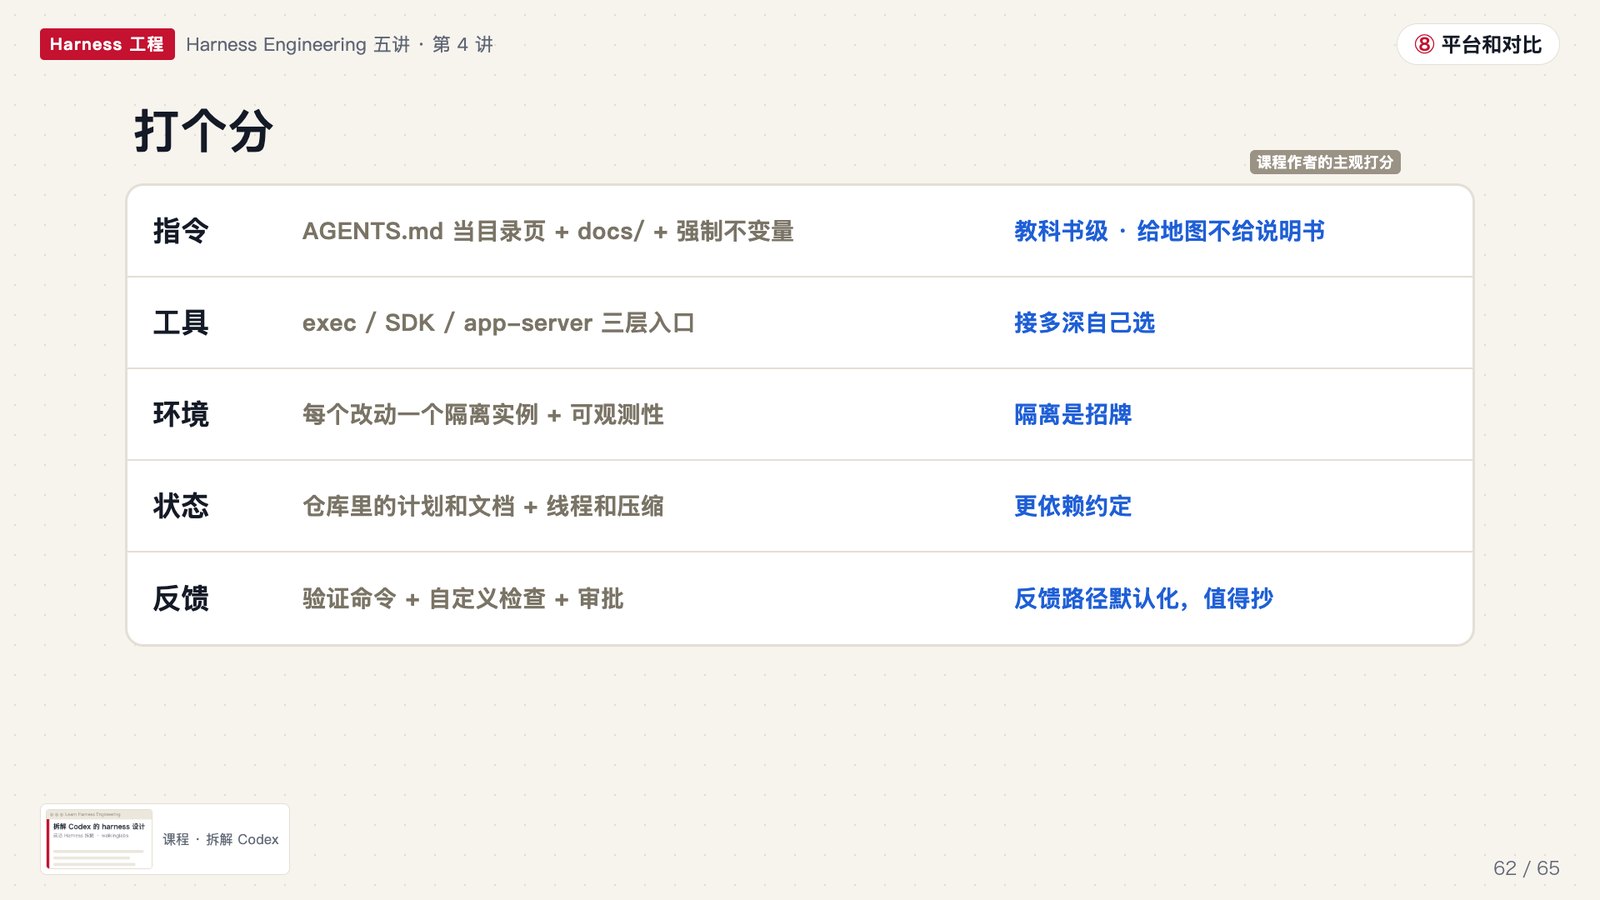 Harness 工程
Harness Engineering 五讲 · 第 4 讲
⑧ 平台和对比
打个分
课程作者的主观打分
指令
AGENTS.md 当目录页 + docs/ + 强制不变量
教科书级 · 给地图不给说明书
工具
exec / SDK / app-server 三层入口
接多深自己选
环境
每个改动一个隔离实例 + 可观测性
隔离是招牌
状态
仓库里的计划和文档 + 线程和压缩
更依赖约定
反馈
验证命令 + 自定义检查 + 审批
反馈路径默认化，值得抄
Learn Harness Engineering
拆解 Codex 的 harness 设计
课程 · 拆解 Codex
62 / 65